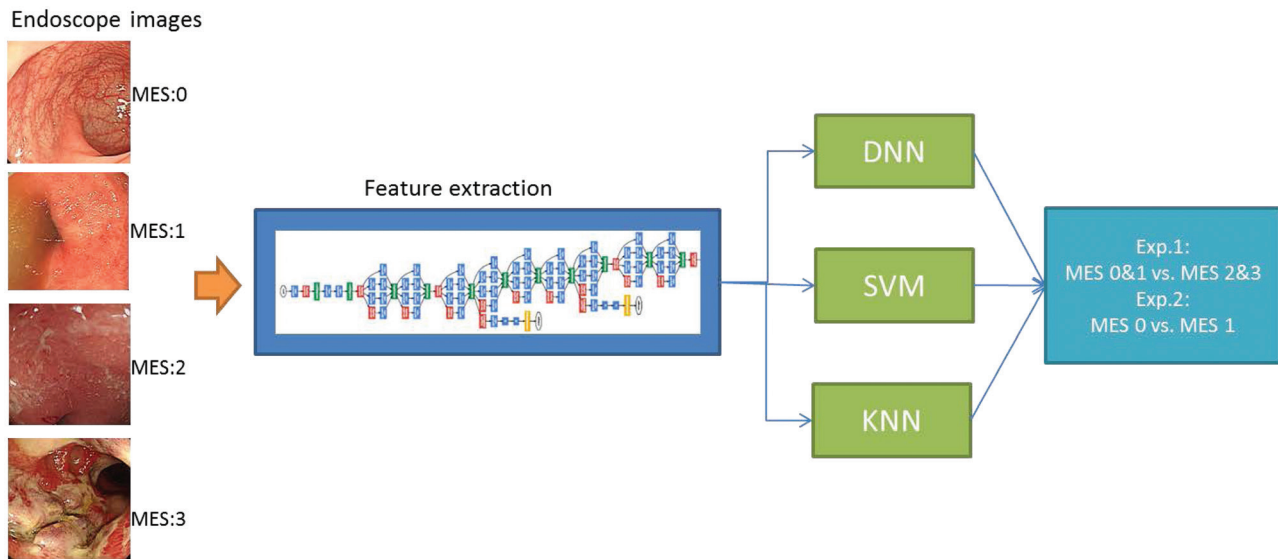 Endoscope images
MES:0
MES:1
MES:2
MES:3
Feature extraction
DNN
SVM
KNN
Exp.1:
MES 0&1 vs. MES 2&3
Exp.2:
MES 0 vs. MES 1